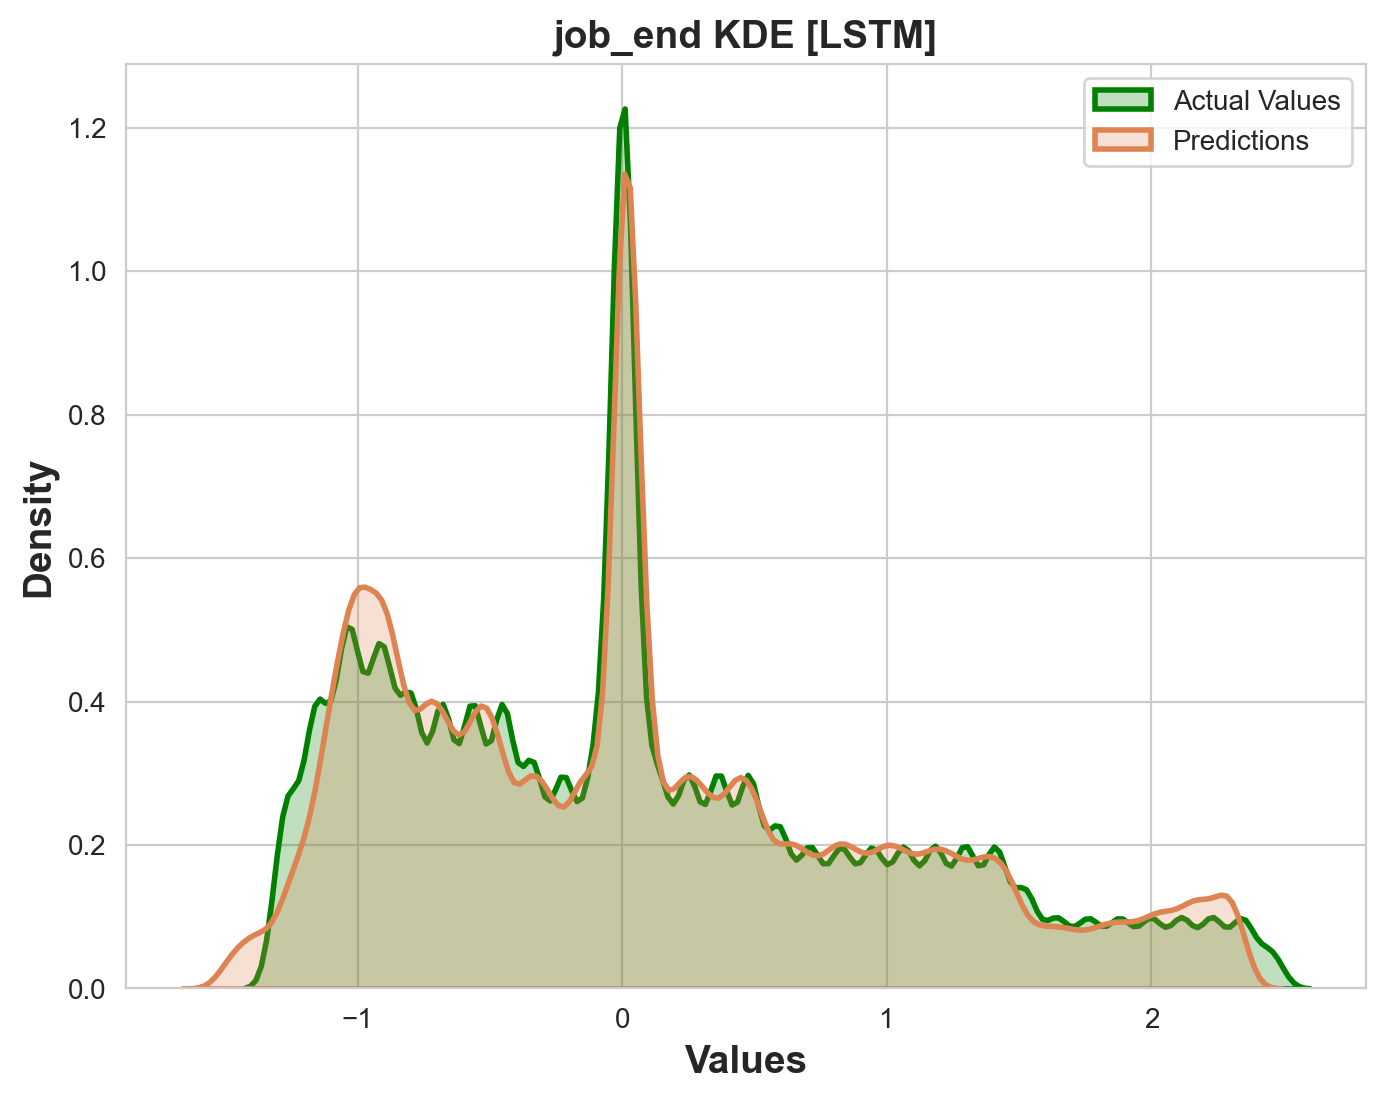 job_end KDE [LSTM]
Actual Values
Predictions
1.2
1.0
0.8
0.6
0.4
0.2
0.0
Density
−1
0
1
2
Values